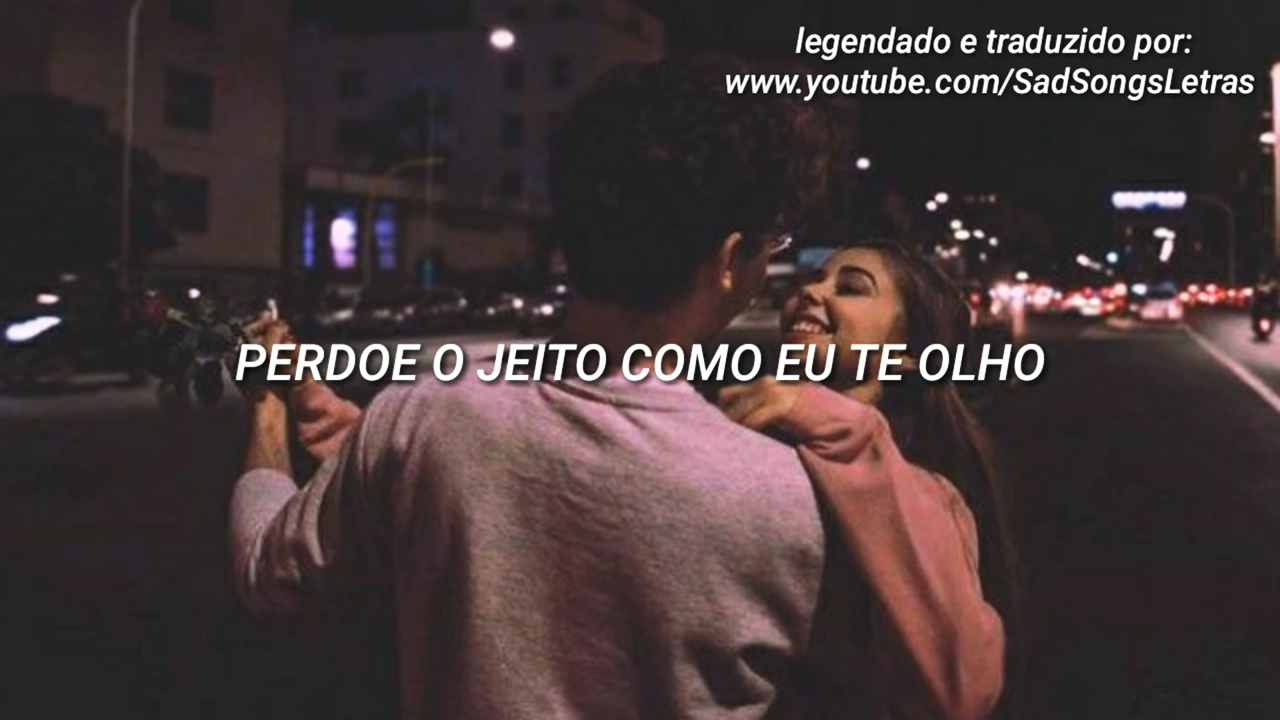 legendado e traduzido por:
www.youtube.com/SadSongsLetras
PERDOE O JEITO COMO EU TE OLHO